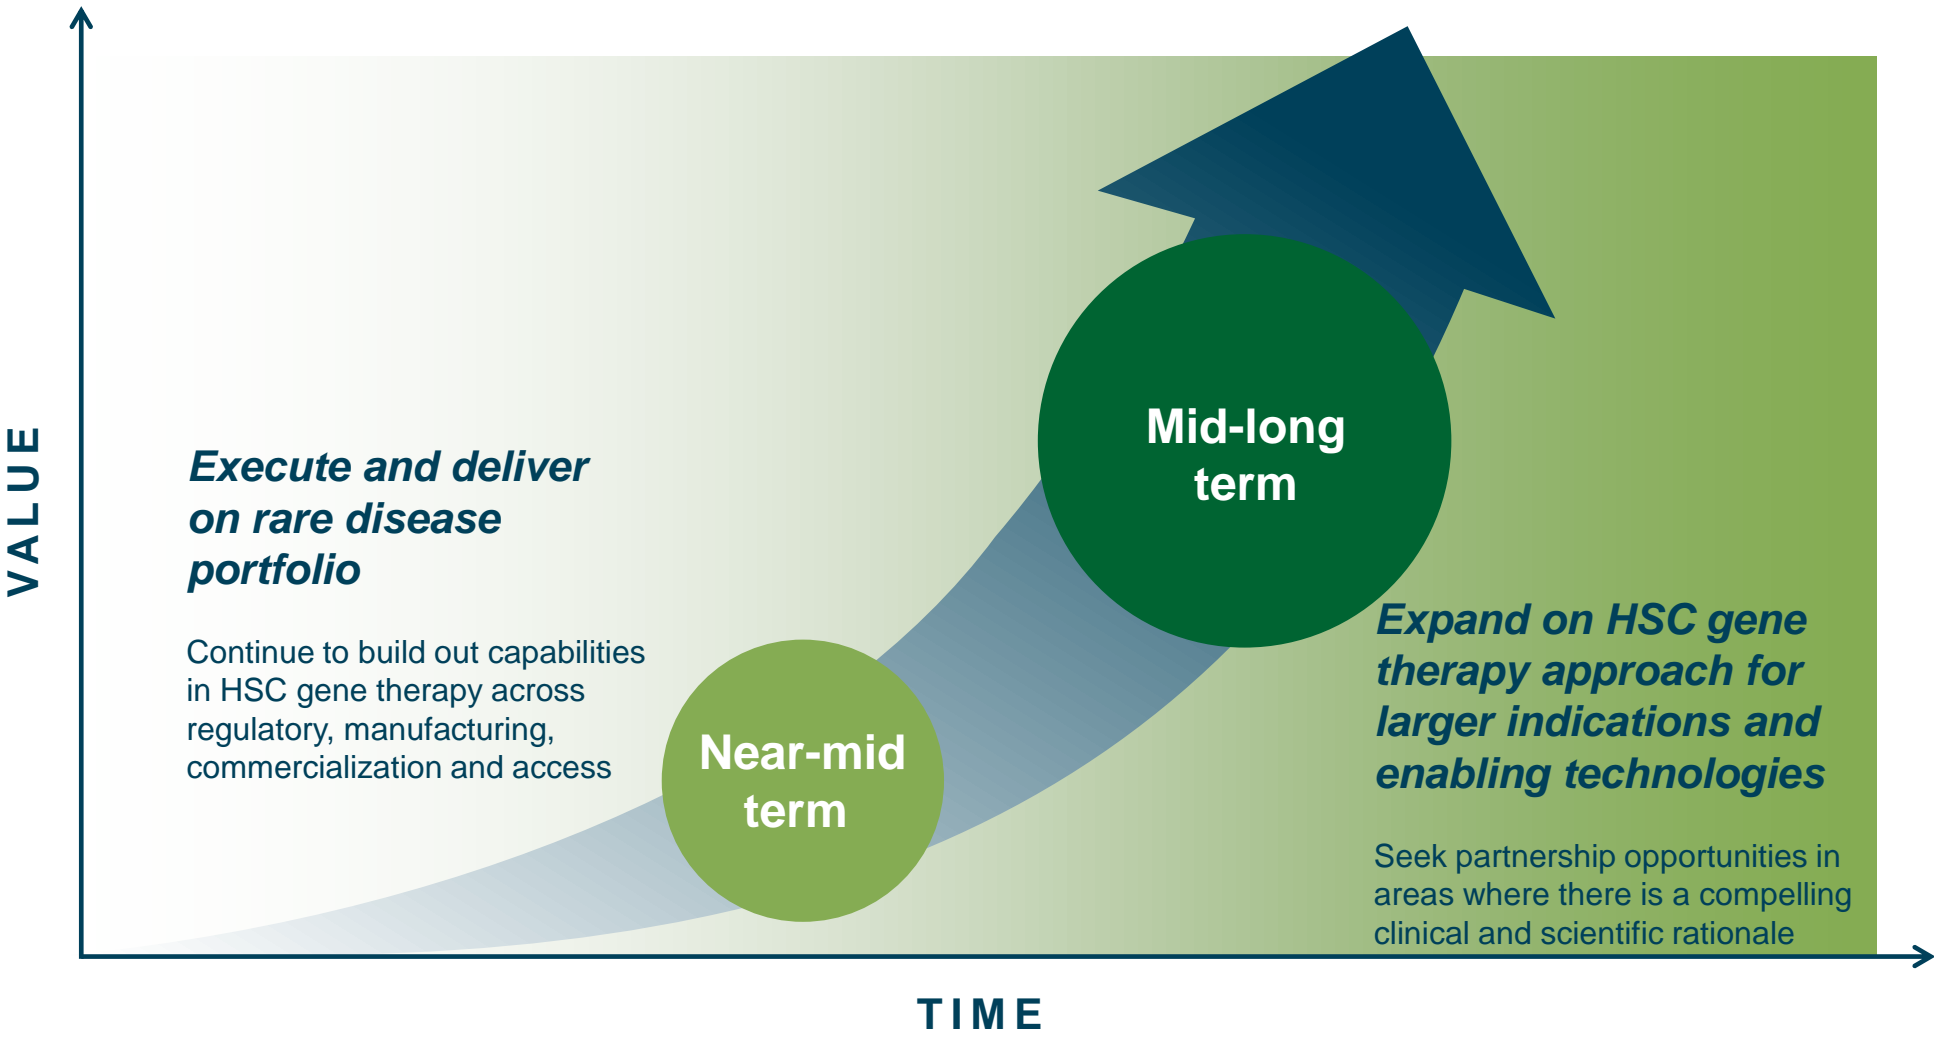 VALUE
Execute and deliver
on rare disease
portfolio
Continue to build out capabilities
in HSC gene therapy across
regulatory, manufacturing,
commercialization and access
Near-mid
term
Mid-long
term
Expand on HSC gene
therapy approach for
larger indications and
enabling technologies
Seek partnership opportunities in
areas where there is a compelling
clinical and scientific rationale
TIME